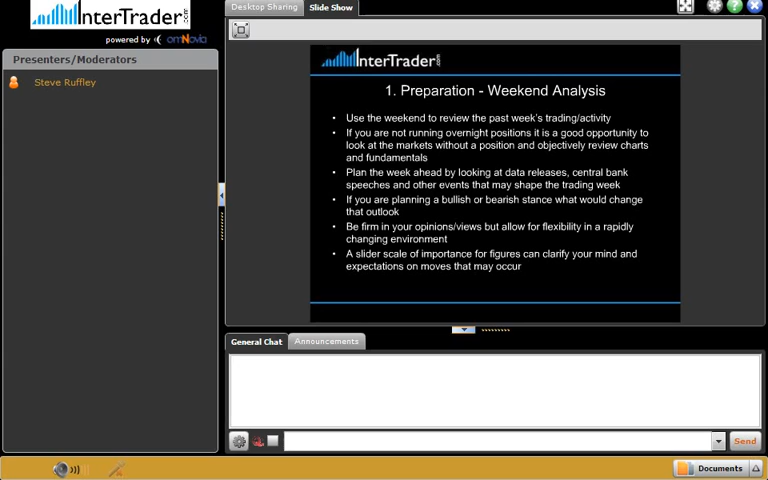 InterTrader.com
powered by omNovia
Presenters/Moderators
Steve Ruffley
Desktop Sharing
Slide Show
InterTrader.com
1. Preparation - Weekend Analysis
• Use the weekend to review the past week's trading/activity
• If you are not running overnight positions it is a good opportunity to
look at the markets without a position and objectively review charts
and fundamentals
• Plan the week ahead by looking at data releases, central bank
speeches and other events that may shape the trading week
• If you are planning a bullish or bearish stance what would change
that outlook
• Be firm in your opinions/views but allow for flexibility in a rapidly
changing environment
• A slider scale of importance for figures can clarify your mind and
expectations on moves that may occur
General Chat
Announcements
Send
Documents